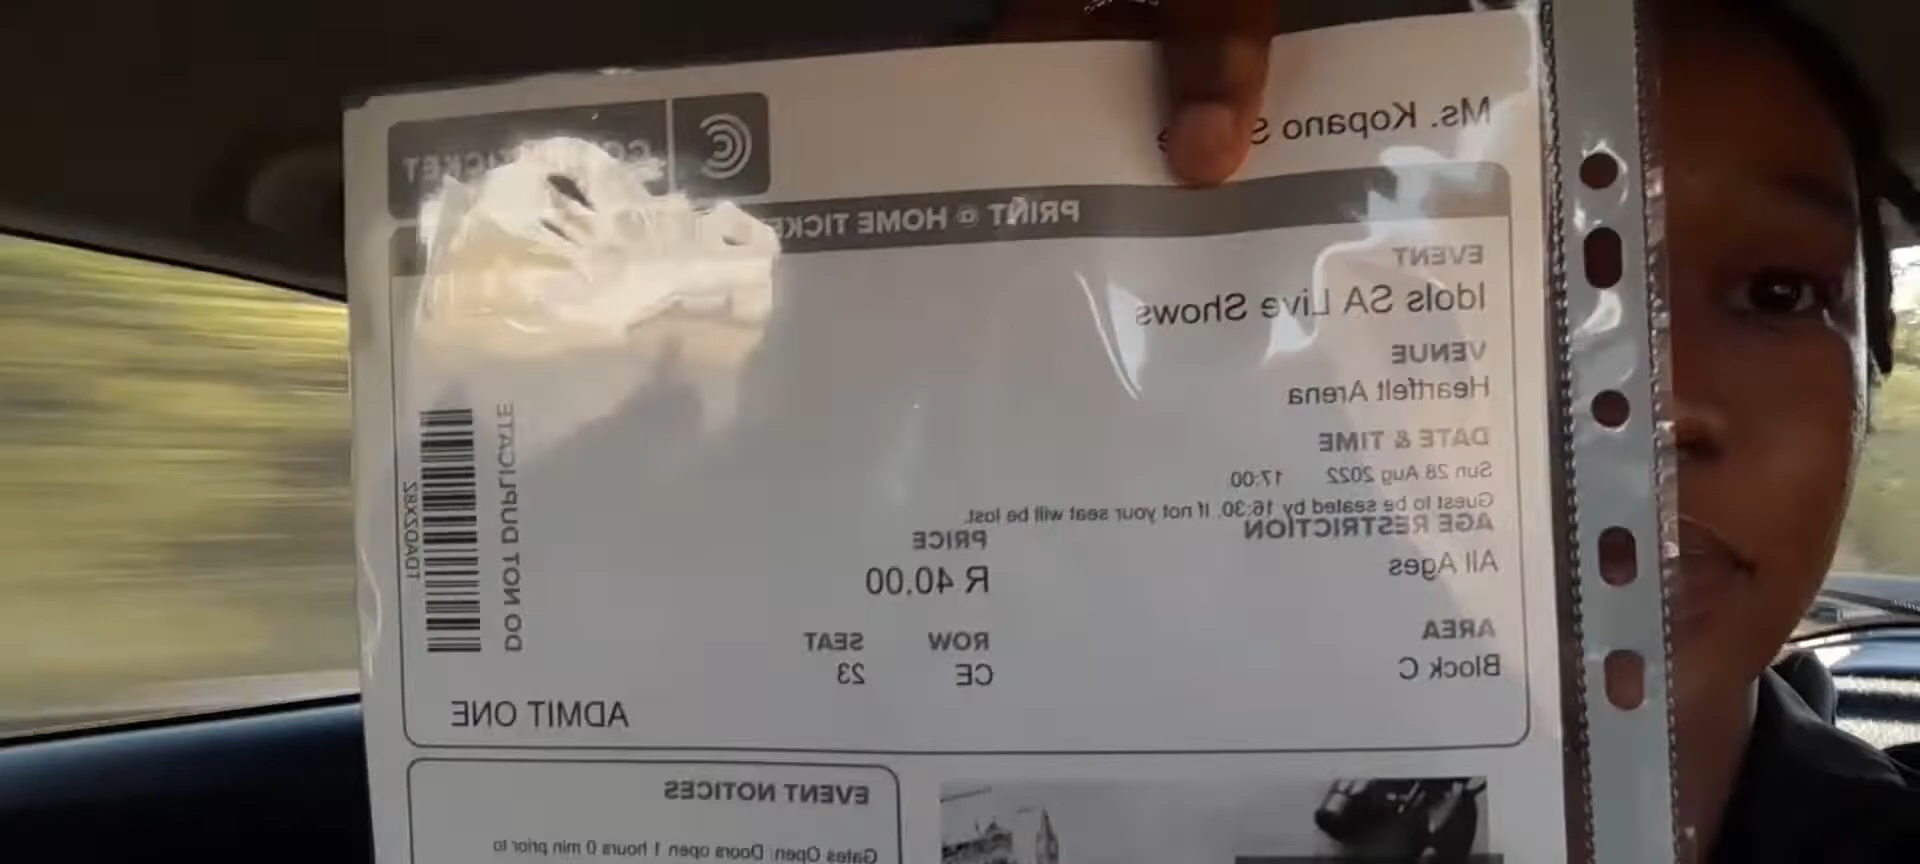 Ms. Kopano
COMPUTICKET
PRINT @ HOME TICKET
EVENT
Idols SA Live Shows
VENUE
Heartfelt Arena
DATE & TIME
Sun 28 Aug 2022 17:00
Guest to be seated by 16:30. If not your seat will be lost.
AGE RESTRICTION
All Ages
PRICE
R 40.00
AREA
Block C
ROW SEAT
CE 23
DO NOT DUPLICATE
ADMIT ONE
EVENT NOTICES
Gates Open: Doors open 1 hours 0 min prior to